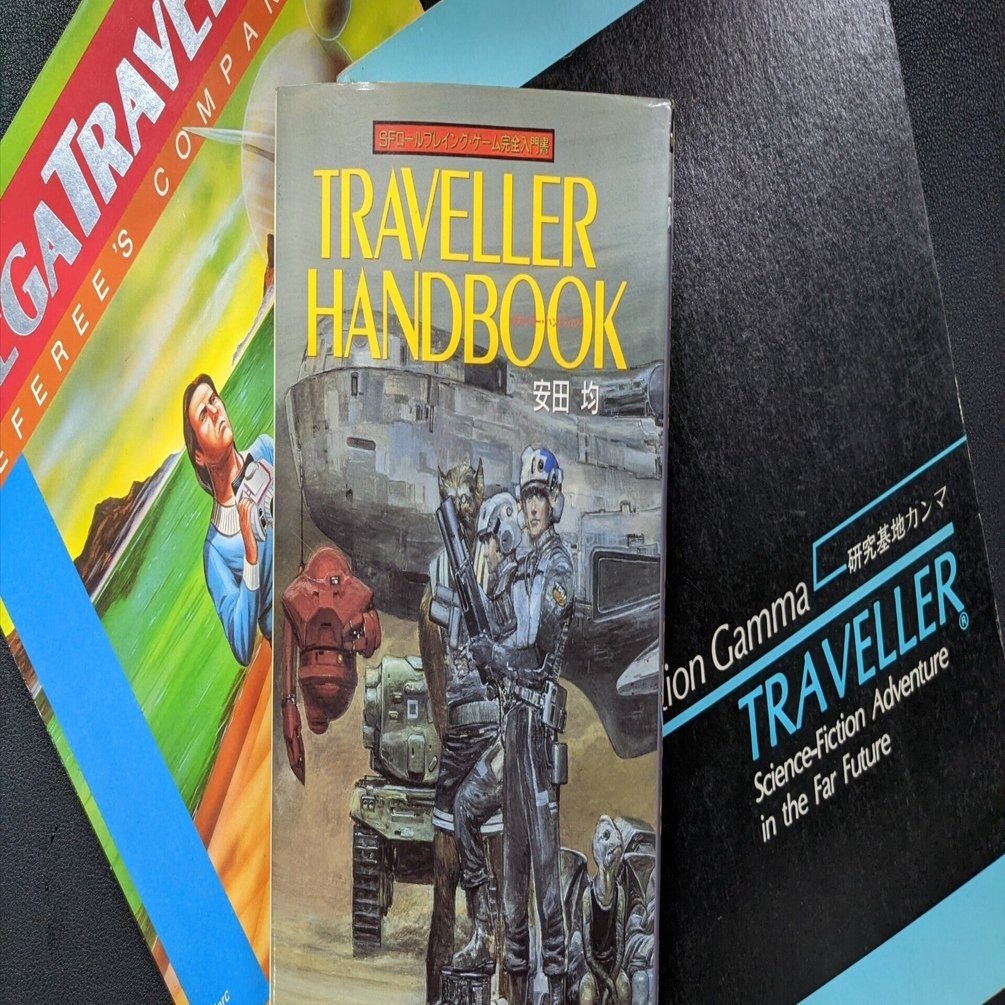 EGATRAVEL
EFEREE'S COMPAN
SFロールプレイング・ゲーム完全入門書
TRAVELLER
HANDBOOK
安田 均
研究基地ガンマ
tion Gamma
TRAVELLER®
Science-Fiction Adventure
in the Far Future